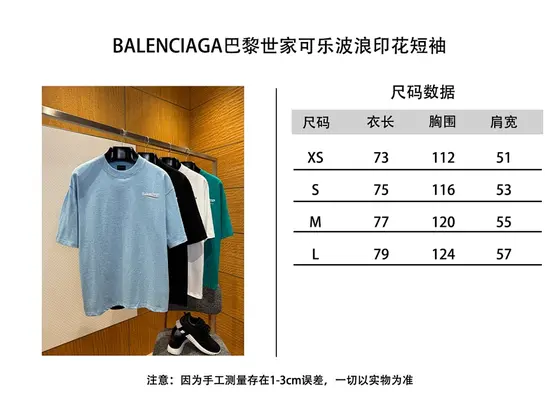 BALENCIAGA巴黎世家可乐波浪印花短袖
尺码数据
尺码 衣长 胸围 肩宽
XS 73 112 51
S 75 116 53
M 77 120 55
L 79 124 57
注意：因为手工测量存在1-3cm误差，一切以实物为准